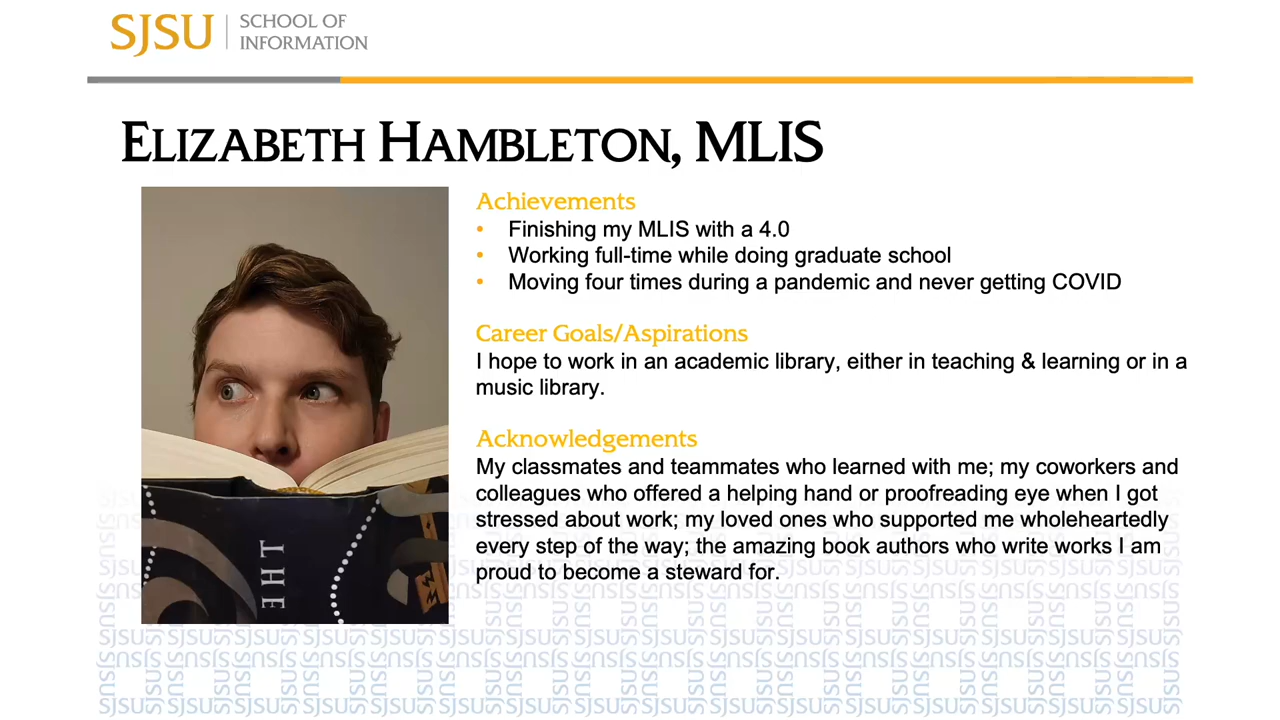 SJSU SCHOOL OF
INFORMATION
ELIZABETH HAMBLETON, MLIS
Achievements
• Finishing my MLIS with a 4.0
• Working full-time while doing graduate school
• Moving four times during a pandemic and never getting COVID
Career Goals/Aspirations
I hope to work in an academic library, either in teaching & learning or in a
music library.
Acknowledgements
My classmates and teammates who learned with me; my coworkers and
colleagues who offered a helping hand or proofreading eye when I got
stressed about work; my loved ones who supported me wholeheartedly
every step of the way; the amazing book authors who write works I am
proud to become a steward for.
THE